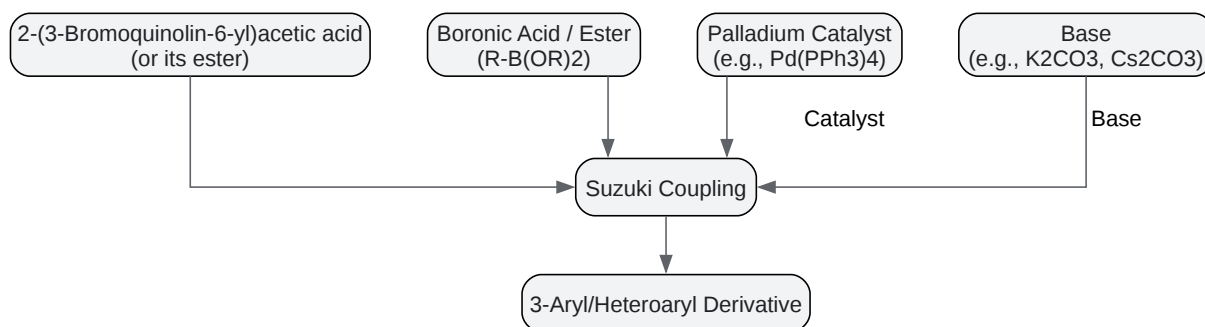 2-(3-Bromoquinolin-6-yl)acetic acid
(or its ester)
Boronic Acid / Ester
(R-B(OR)2)
Palladium Catalyst
(e.g., Pd(PPh3)4)
Base
(e.g., K2CO3, Cs2CO3)
Catalyst
Base
Suzuki Coupling
3-Aryl/Heteroaryl Derivative